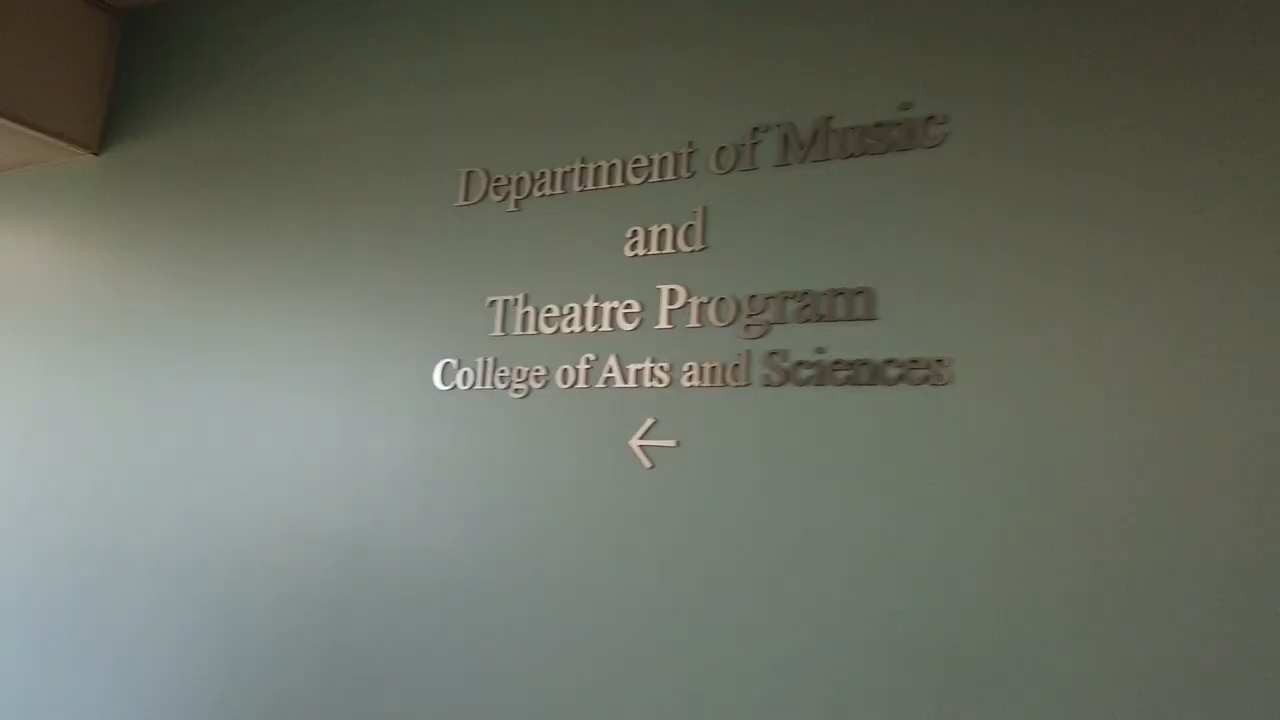 Department of Music
and
Theatre Program
College of Arts and Sciences
←